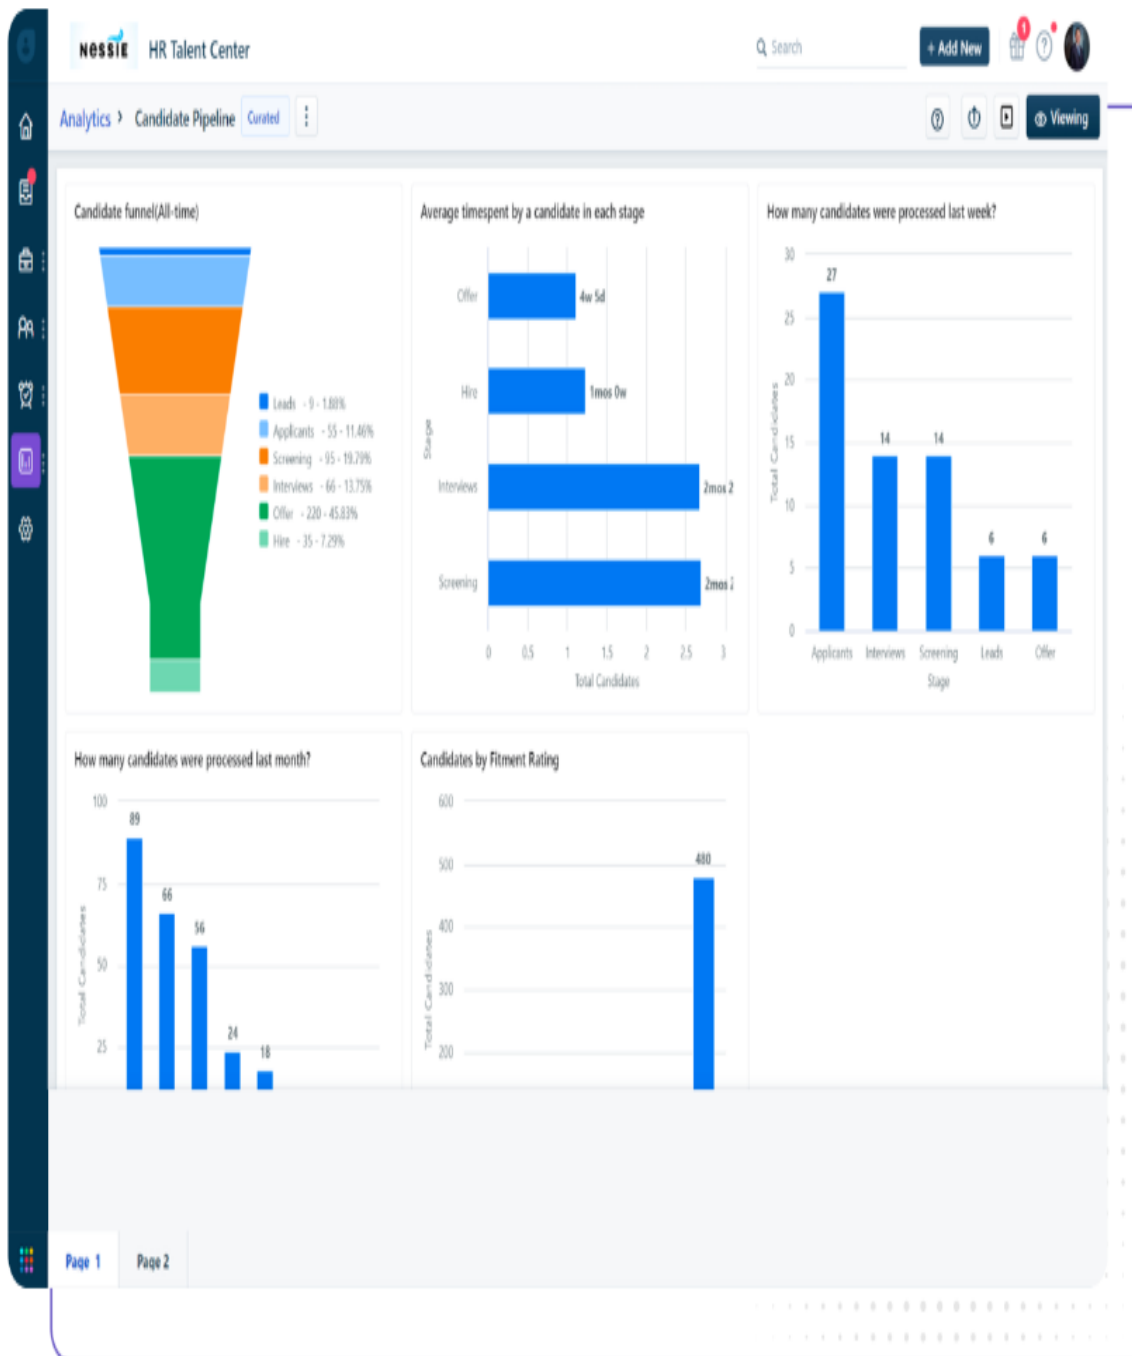 Nessie HR Talent Center
Search
+ Add New
1
Analytics > Candidate Pipeline Curated
Viewing
Candidate funnel(All-time)
Leads - 9 - 1.88%
Applicants - 55 - 11.46%
Screening - 95 - 19.79%
Interviews - 66 - 13.75%
Offer - 220 - 45.83%
Hire - 35 - 7.29%
Average timespent by a candidate in each stage
Stage
Offer 4w 5d
Hire 1mos 0w
Interviews 2mos 2
Screening 2mos 2
0 0.5 1 1.5 2 2.5 3
Total Candidates
How many candidates were processed last week?
Total Candidates
30
25
20
15
10
5
0
27 14 14 6 6
Applicants Interviews Screening Leads Offer
Stage
How many candidates were processed last month?
Total Candidates
100
75
50
25
89 66 56 24 18
Candidates by Fitment Rating
Total Candidates
600
500
400
300
200
480
Page 1 Page 2